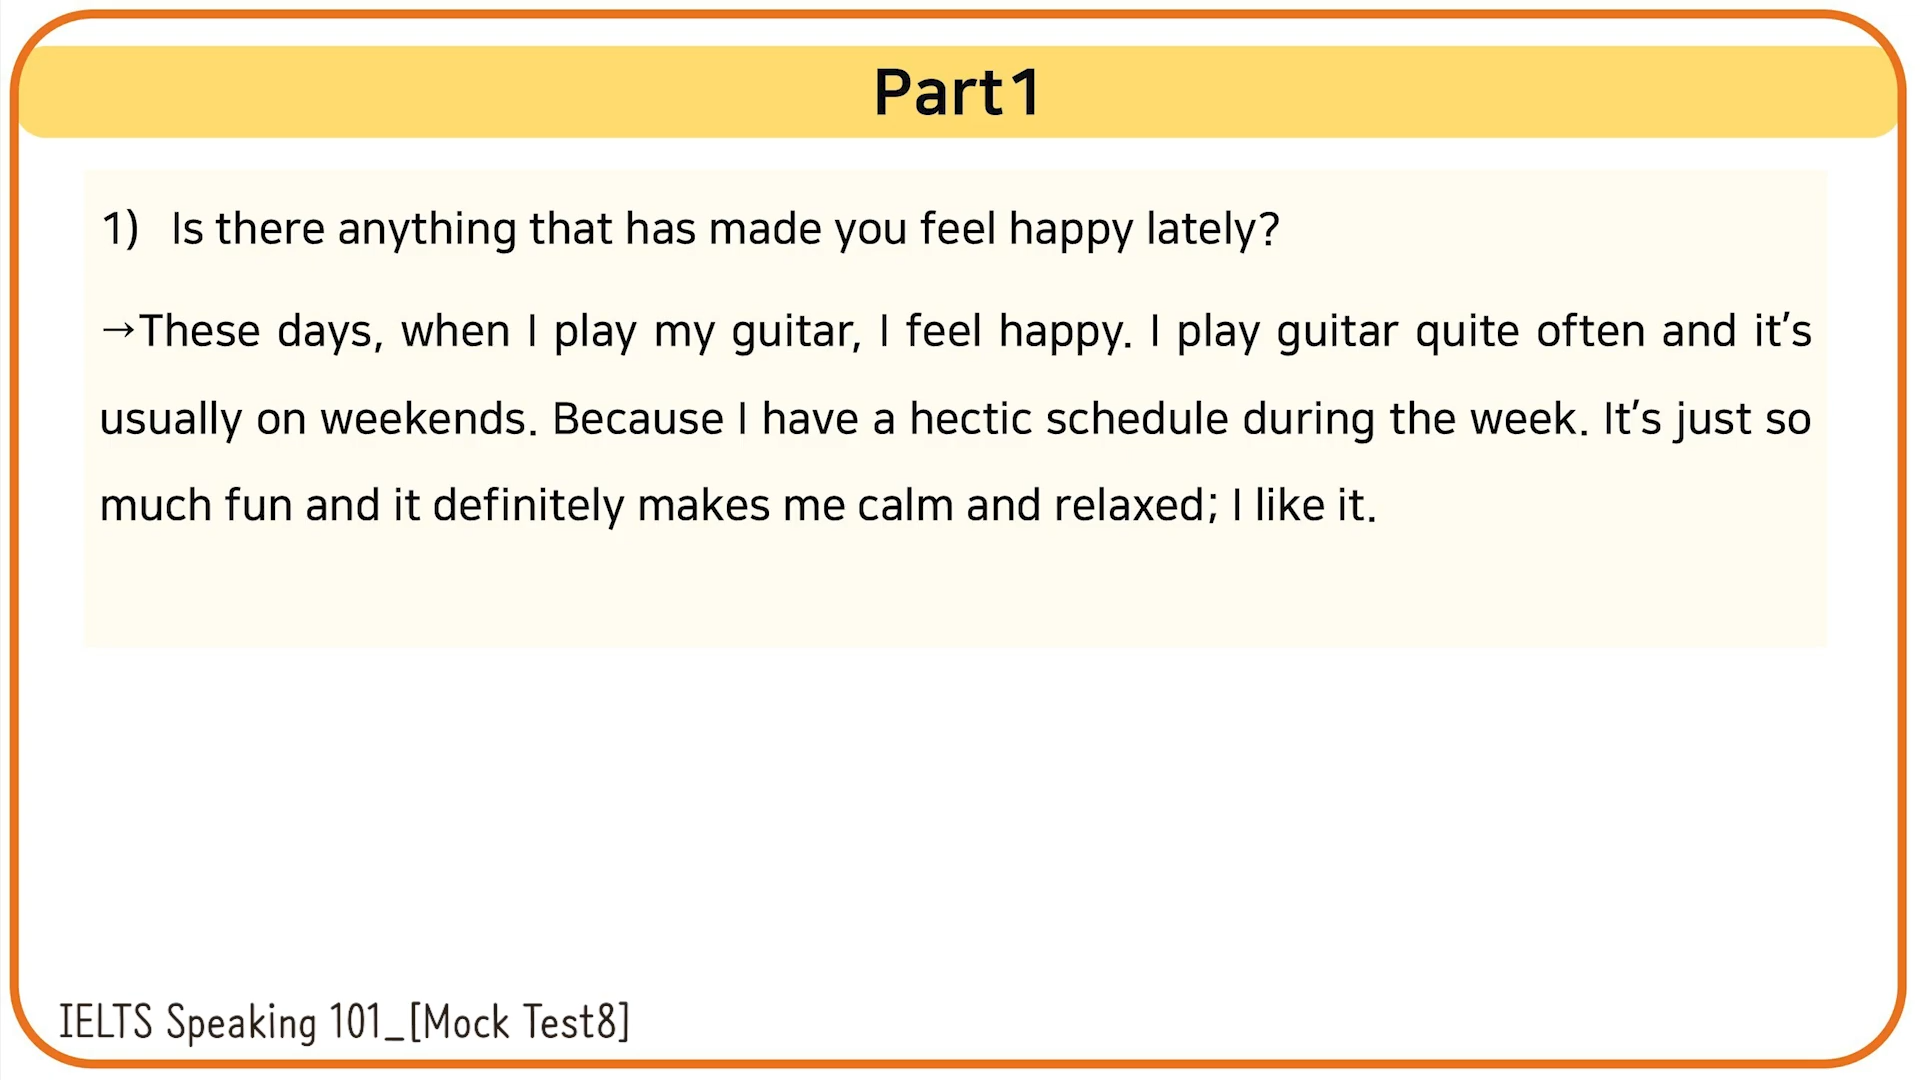 Part1
1) Is there anything that has made you feel happy lately?
→These days, when I play my guitar, I feel happy. I play guitar quite often and it’s
usually on weekends. Because I have a hectic schedule during the week. It’s just so
much fun and it definitely makes me calm and relaxed; I like it.
IELTS Speaking 101_[Mock Test8]